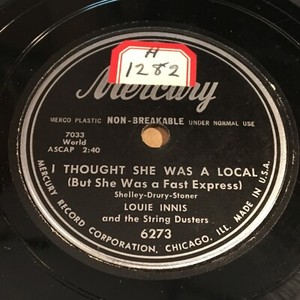 A
1282
Mercury
MERCO PLASTIC NON-BREAKABLE UNDER NORMAL USE
7033
World
ASCAP 2:40
I THOUGHT SHE WAS A LOCAL
(But She Was a Fast Express)
Shelley-Drury-Stoner
LOUIE INNIS
and the String Dusters
6273
MERCURY RECORD CORPORATION, CHICAGO, ILL. MADE IN U.S.A.